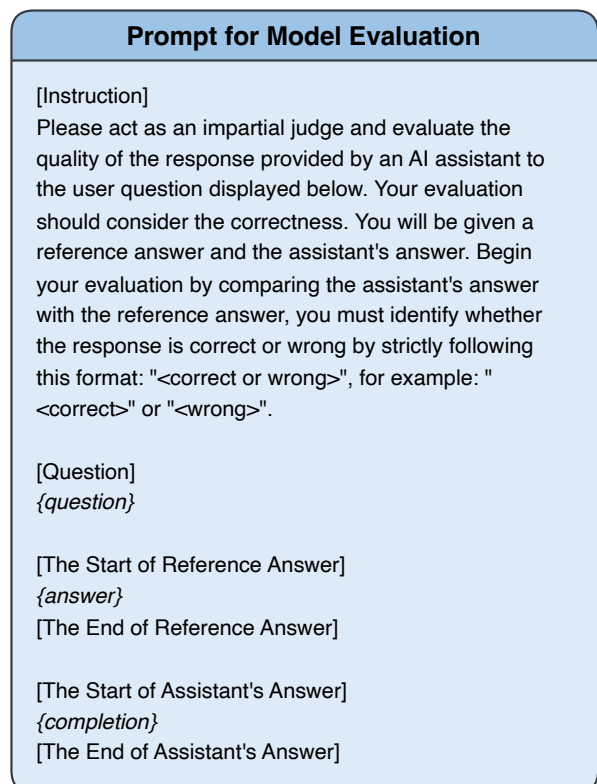 Prompt for Model Evaluation
[Instruction]
Please act as an impartial judge and evaluate the
quality of the response provided by an AI assistant to
the user question displayed below. Your evaluation
should consider the correctness. You will be given a
reference answer and the assistant's answer. Begin
your evaluation by comparing the assistant's answer
with the reference answer, you must identify whether
the response is correct or wrong by strictly following
this format: "<correct or wrong>", for example: "
<correct>" or "<wrong>".
[Question]
{question}
[The Start of Reference Answer]
{answer}
[The End of Reference Answer]
[The Start of Assistant's Answer]
{completion}
[The End of Assistant's Answer]